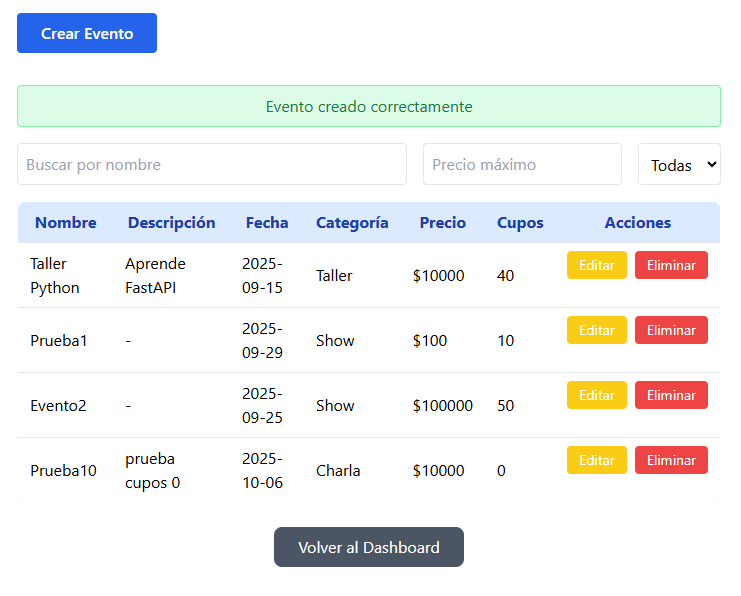 Crear Evento
Evento creado correctamente
Buscar por nombre Precio máximo Todas
Nombre Descripción Fecha Categoría Precio Cupos Acciones
Taller Python Aprende FastAPI 2025-09-15 Taller $10000 40 Editar Eliminar
Prueba1 - 2025-09-29 Show $100 10 Editar Eliminar
Evento2 - 2025-09-25 Show $100000 50 Editar Eliminar
Prueba10 prueba cupos 0 2025-10-06 Charla $10000 0 Editar Eliminar
Volver al Dashboard